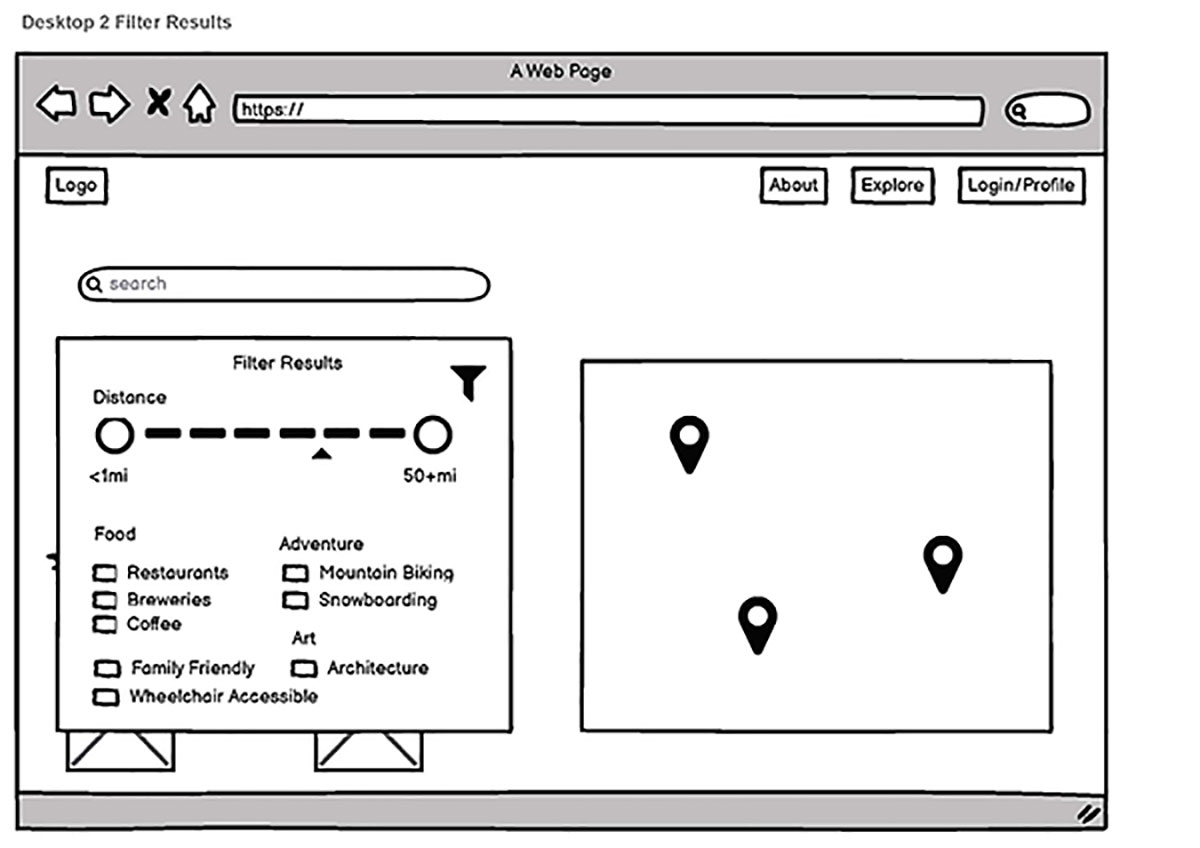 Desktop 2 Filter Results
A Web Page
https://
Logo
About
Explore
Login/Profile
search
Filter Results
Distance
<1mi
50+mi
Food
Restaurants
Breweries
Coffee
Family Friendly
Wheelchair Accessible
Adventure
Mountain Biking
Snowboarding
Art
Architecture